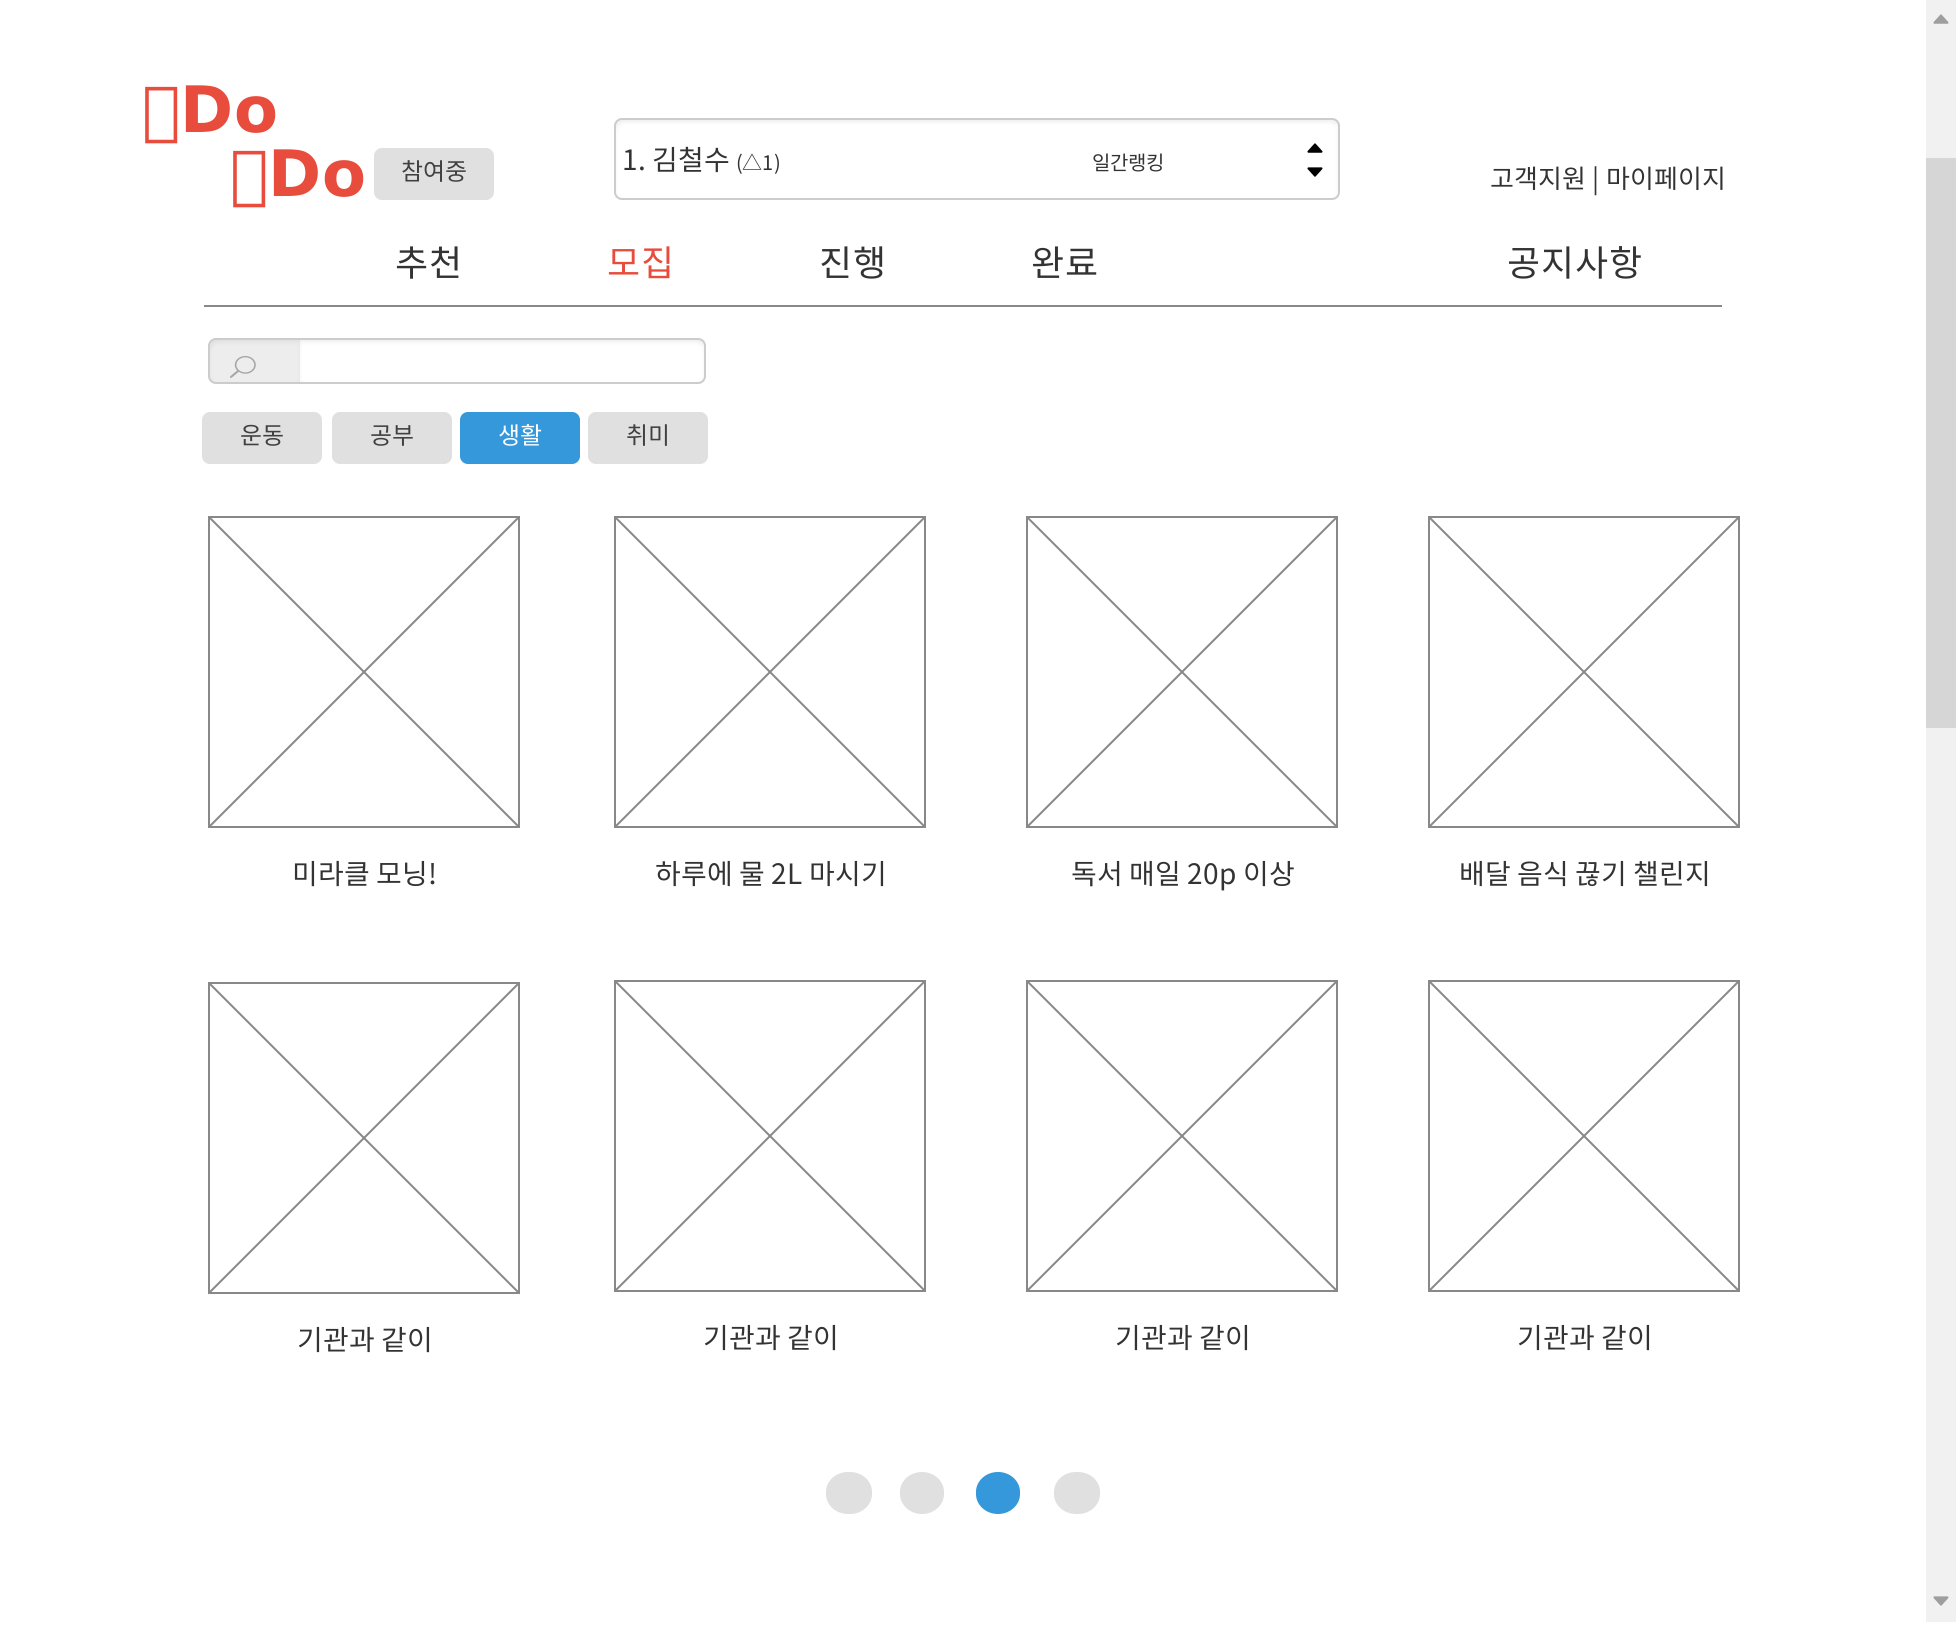 Do
Do
참여중
1. 김철수 (△1)
일간랭킹
고객지원 | 마이페이지
추천
모집
진행
완료
공지사항
운동
공부
생활
취미
미라클 모닝!
하루에 물 2L 마시기
독서 매일 20p 이상
배달 음식 끊기 챌린지
기관과 같이
기관과 같이
기관과 같이
기관과 같이